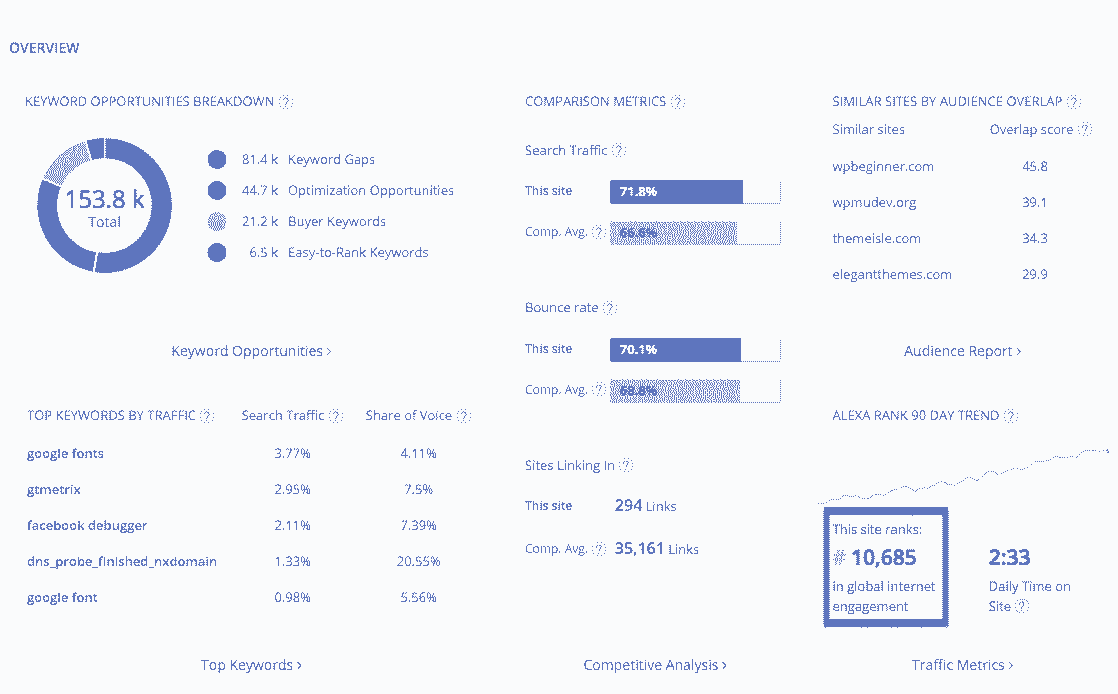 OVERVIEW
KEYWORD OPPORTUNITIES BREAKDOWN ?
153.8 k
Total
81.4 k Keyword Gaps
44.7 k Optimization Opportunities
21.2 k Buyer Keywords
6.5 k Easy-to-Rank Keywords
Keyword Opportunities >
COMPARISON METRICS ?
Search Traffic ?
This site 71.8%
Comp. Avg. ?
Bounce rate ?
This site 70.1%
Comp. Avg. ? 68.8%
Sites Linking In ?
This site 294 Links
Comp. Avg. ? 35,161 Links
Competitive Analysis >
SIMILAR SITES BY AUDIENCE OVERLAP ?
Similar sites Overlap score ?
wpbeginner.com 45.8
wpmudev.org 39.1
themeisle.com 34.3
elegantthemes.com 29.9
Audience Report >
TOP KEYWORDS BY TRAFFIC ? Search Traffic ? Share of Voice ?
google fonts 3.77% 4.11%
gtmetrix 2.95% 7.5%
facebook debugger 2.11% 7.39%
dns_probe_finished_nxdomain 1.33% 20.55%
google font 0.98% 5.56%
Top Keywords >
ALEXA RANK 90 DAY TREND ?
This site ranks:
# 10,685
in global internet
engagement
2:33
Daily Time on
Site ?
Traffic Metrics >